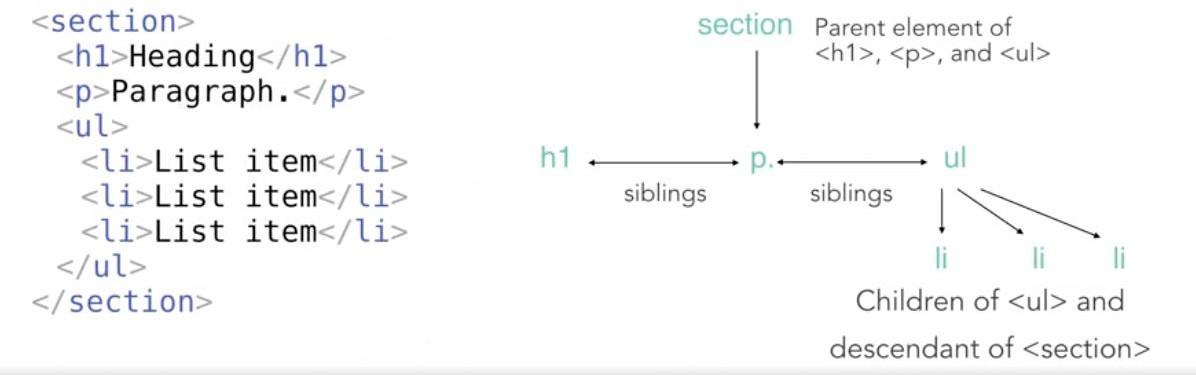 <section>
<h1>Heading</h1>
<p>Paragraph.</p>
<ul>
<li>List item</li>
<li>List item</li>
<li>List item</li>
</ul>
</section>
section
Parent element of
<h1>, <p>, and <ul>
h1
p.
ul
siblings
siblings
li
li
li
Children of <ul> and
descendant of <section>